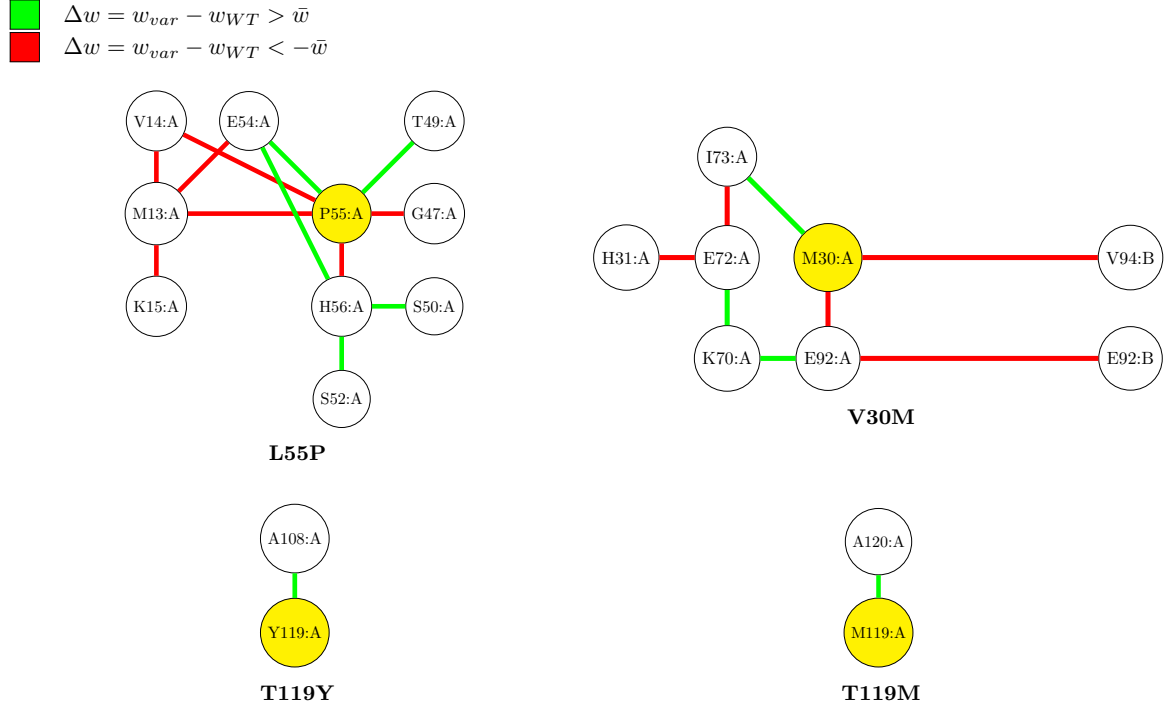 Δw = w_var − w_WT > w̄
Δw = w_var − w_WT < −w̄
V14:A
E54:A
T49:A
M13:A
P55:A
G47:A
K15:A
H56:A
S50:A
S52:A
L55P
I73:A
H31:A
E72:A
M30:A
V94:B
K70:A
E92:A
E92:B
V30M
A108:A
Y119:A
T119Y
A120:A
M119:A
T119M